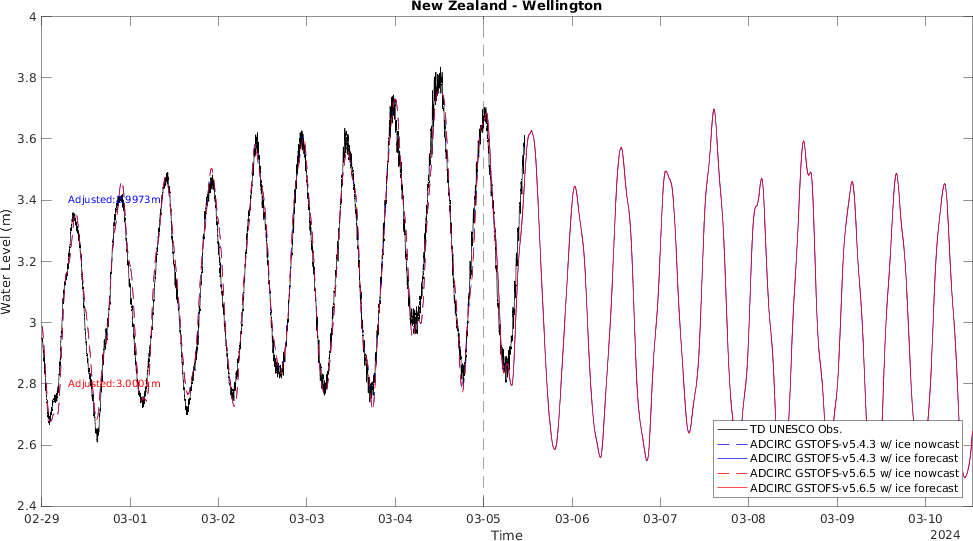 New Zealand - Wellington
4
3.8
3.6
3.4
3.2
3
2.8
2.6
2.4
Water Level (m)
Adjusted:
Adjusted:3.0001m
TD UNESCO Obs.
ADCIRC GSTOFS-v5.4.3 w/ ice nowcast
ADCIRC GSTOFS-v5.4.3 w/ ice forecast
ADCIRC GSTOFS-v5.6.5 w/ ice nowcast
ADCIRC GSTOFS-v5.6.5 w/ ice forecast
02-29 03-01 03-02 03-03 03-04 03-05 03-06 03-07 03-08 03-09 03-10
Time
2024